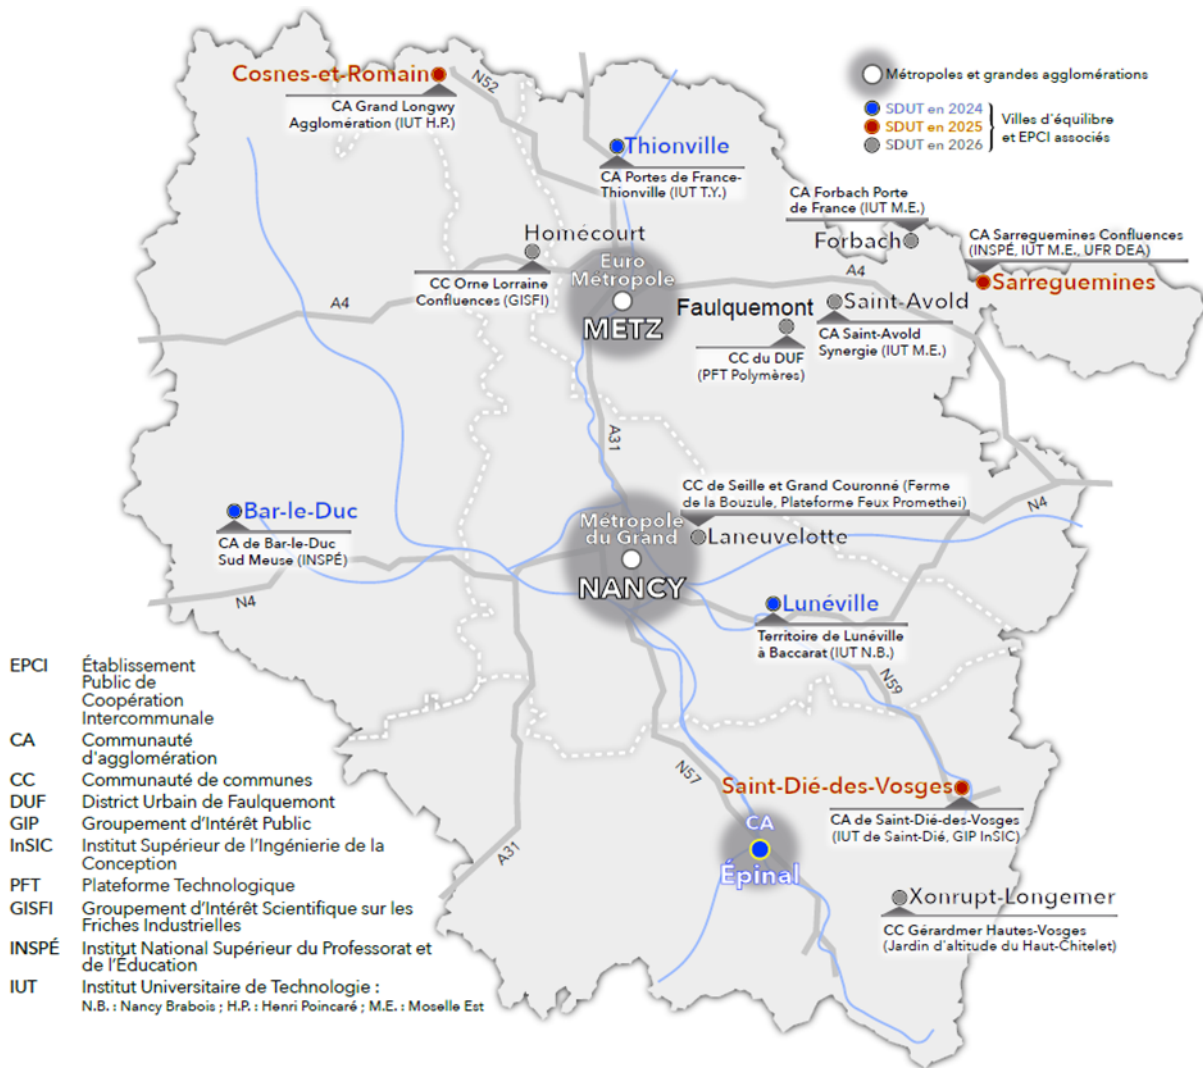 Cosnes-et-Romain
CA Grand Longwy
Agglomération (IUT H.P.)
N52
Métropoles et grandes agglomérations
SDUT en 2024
SDUT en 2025
SDUT en 2026
Villes d'équilibre
et EPCI associés
Thionville
CA Portes de France-
Thionville (IUT T.Y.)
CA Forbach Porte
de France (IUT M.E.)
Forbach
CA Sarreguemines Confluences
(INSPÉ, IUT M.E., UFR DEA)
Sarreguemines
Homécourt
CC Orne Lorraine
Confluences (GISFI)
Euro
Métropole
METZ
A4
A4
Faulquemont
CC du DUF
(PFT Polymères)
Saint-Avold
CA Saint-Avold
Synergie (IUT M.E.)
A31
CC de Seille et Grand Couronné (Ferme
de la Bouzule, Plateforme Feux Promethei)
Laneuvelotte
N4
Bar-le-Duc
CA de Bar-le-Duc
Sud Meuse (INSPÉ)
N4
Métropole
du Grand
NANCY
Lunéville
Territoire de Lunéville
à Baccarat (IUT N.B.)
N59
N57
Saint-Dié-des-Vosges
CA de Saint-Dié-des-Vosges
(IUT de Saint-Dié, GIP InSIC)
CA
Épinal
A31
Xonrupt-Longemer
CC Gérardmer Hautes-Vosges
(Jardin d'altitude du Haut-Chitelet)
EPCI Établissement
Public de
Coopération
Intercommunale
CA Communauté
d'agglomération
CC Communauté de communes
DUF District Urbain de Faulquemont
GIP Groupement d'Intérêt Public
InSIC Institut Supérieur de l'Ingénierie de la
Conception
PFT Plateforme Technologique
GISFI Groupement d'Intérêt Scientifique sur les
Friches Industrielles
INSPÉ Institut National Supérieur du Professorat et
de l'Éducation
IUT Institut Universitaire de Technologie :
N.B. : Nancy Brabois ; H.P. : Henri Poincaré ; M.E. : Moselle Est